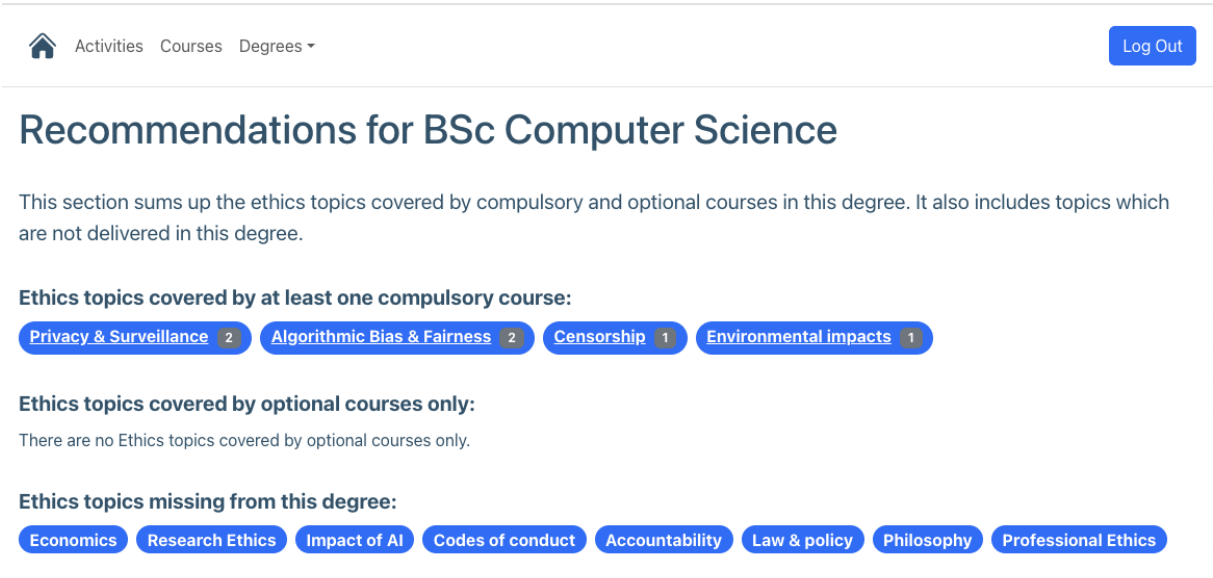 Activities Courses Degrees Log Out
Recommendations for BSc Computer Science
This section sums up the ethics topics covered by compulsory and optional courses in this degree. It also includes topics which
are not delivered in this degree.
Ethics topics covered by at least one compulsory course:
Privacy & Surveillance 2 Algorithmic Bias & Fairness 2 Censorship 1 Environmental impacts 1
Ethics topics covered by optional courses only:
There are no Ethics topics covered by optional courses only.
Ethics topics missing from this degree:
Economics Research Ethics Impact of AI Codes of conduct Accountability Law & policy Philosophy Professional Ethics